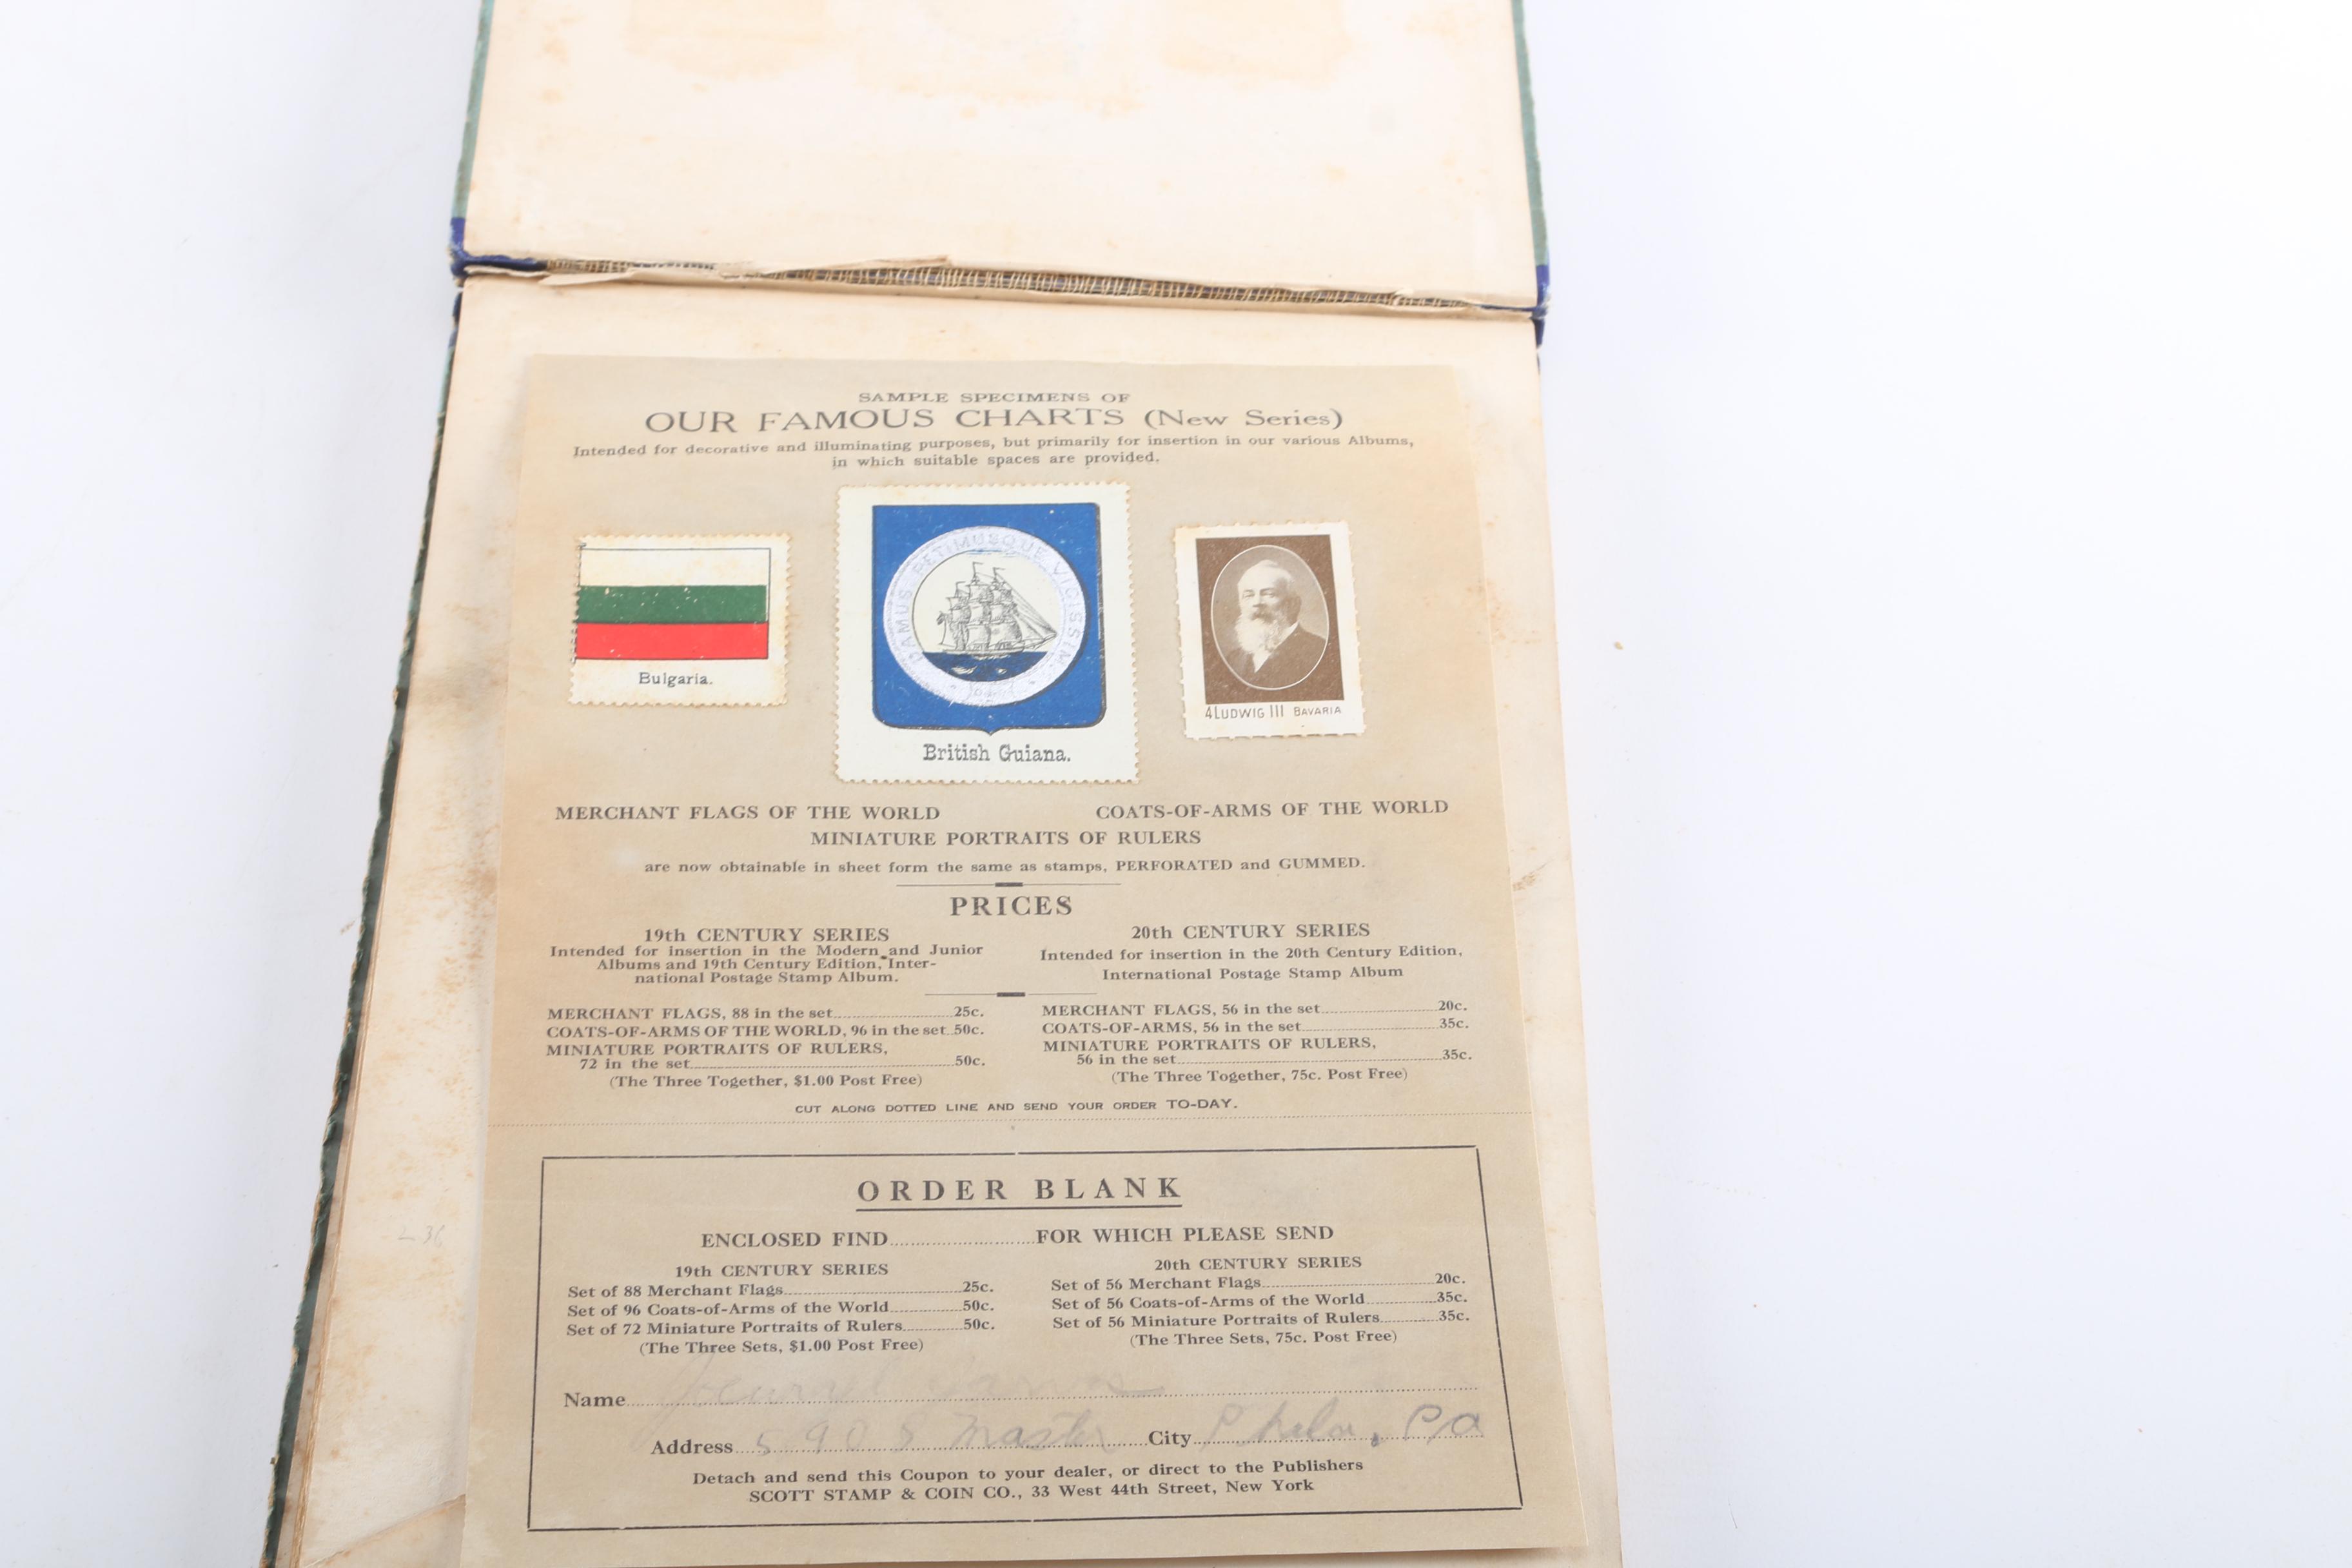 SAMPLE SPECIMENS OF
OUR FAMOUS CHARTS (New Series)
Intended for decorative and illuminating purposes, but primarily for insertion in our various Albums,
in which suitable spaces are provided.
Bulgaria.
DAMUS PETIMUSQUE VICISSIM.
British Guiana.
4 LUDWIG III BAVARIA
MERCHANT FLAGS OF THE WORLD COATS-OF-ARMS OF THE WORLD
MINIATURE PORTRAITS OF RULERS
are now obtainable in sheet form the same as stamps, PERFORATED and GUMMED.
PRICES
19th CENTURY SERIES
Intended for insertion in the Modern and Junior
Albums and 19th Century Edition, Inter-
national Postage Stamp Album.
MERCHANT FLAGS, 88 in the set 25c.
COATS-OF-ARMS OF THE WORLD, 96 in the set 50c.
MINIATURE PORTRAITS OF RULERS,
72 in the set 50c.
(The Three Together, $1.00 Post Free)
20th CENTURY SERIES
Intended for insertion in the 20th Century Edition,
International Postage Stamp Album
MERCHANT FLAGS, 56 in the set 20c.
COATS-OF-ARMS, 56 in the set 35c.
MINIATURE PORTRAITS OF RULERS,
56 in the set 35c.
(The Three Together, 75c. Post Free)
CUT ALONG DOTTED LINE AND SEND YOUR ORDER TO-DAY.
ORDER BLANK
ENCLOSED FIND FOR WHICH PLEASE SEND
19th CENTURY SERIES
Set of 88 Merchant Flags 25c.
Set of 96 Coats-of-Arms of the World 50c.
Set of 72 Miniature Portraits of Rulers 50c.
(The Three Sets, $1.00 Post Free)
20th CENTURY SERIES
Set of 56 Merchant Flags 20c.
Set of 56 Coats-of-Arms of the World 35c.
Set of 56 Miniature Portraits of Rulers 35c.
(The Three Sets, 75c. Post Free)
Name
Address 5908 Master City Phila, Pa
Detach and send this Coupon to your dealer, or direct to the Publishers
SCOTT STAMP & COIN CO., 33 West 44th Street, New York